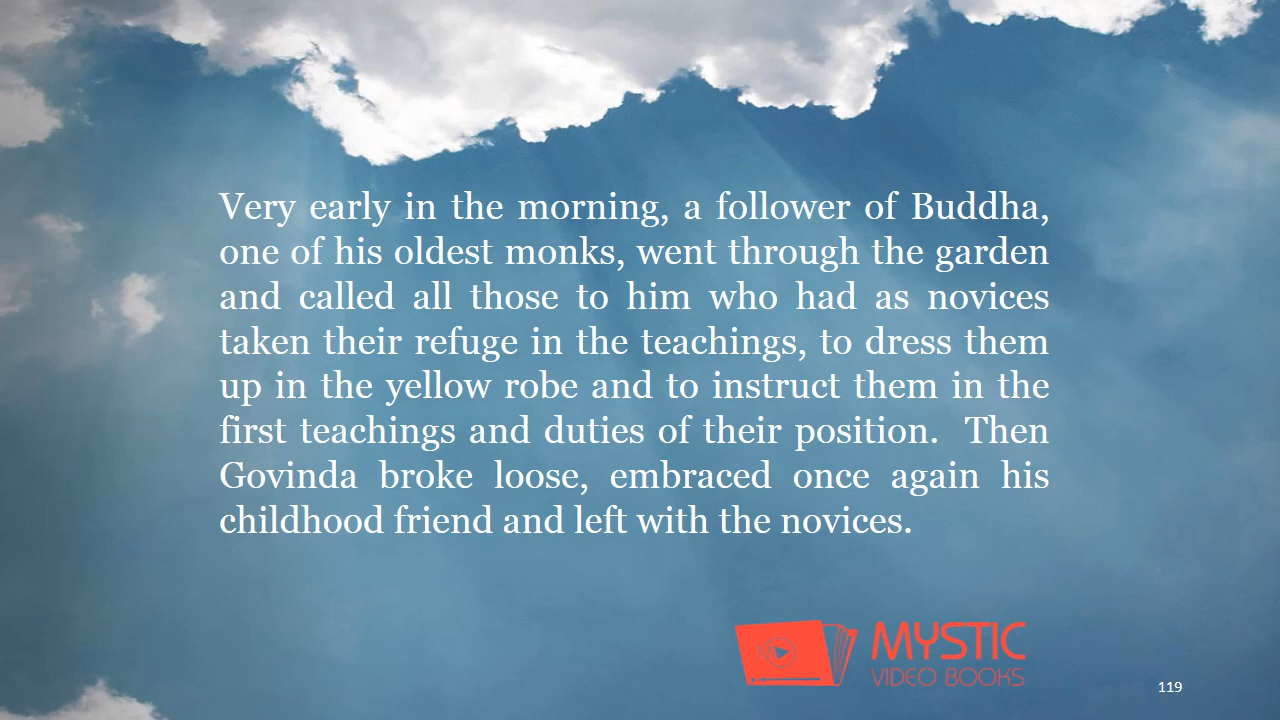 Very early in the morning, a follower of Buddha,
one of his oldest monks, went through the garden
and called all those to him who had as novices
taken their refuge in the teachings, to dress them
up in the yellow robe and to instruct them in the
first teachings and duties of their position.  Then
Govinda broke loose, embraced once again his
childhood friend and left with the novices.
MYSTIC
VIDEO BOOKS
119